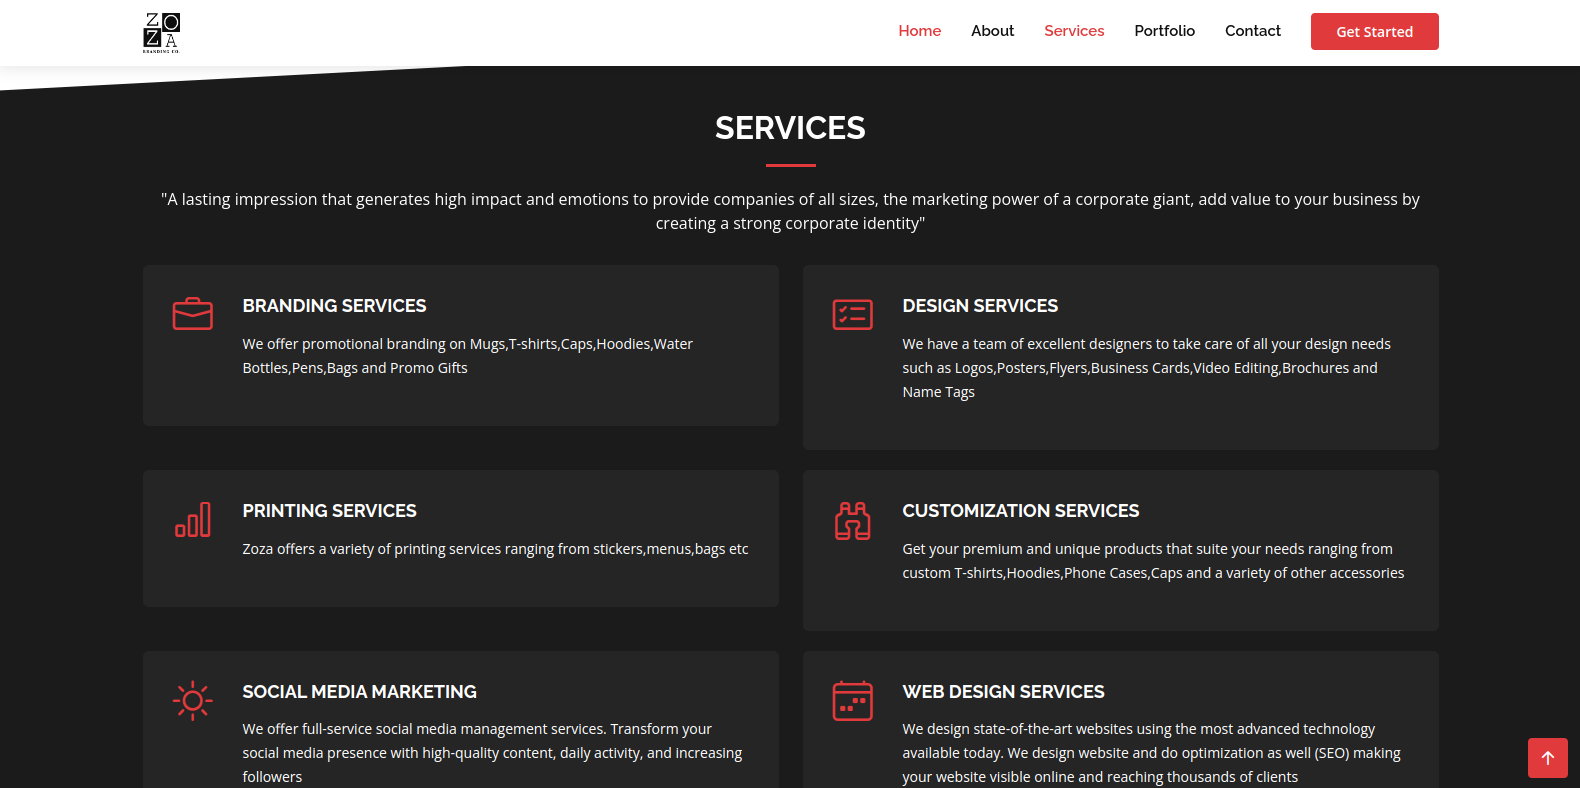 ZOZA
BRANDING CO.
Home About Services Portfolio Contact Get Started
SERVICES
"A lasting impression that generates high impact and emotions to provide companies of all sizes, the marketing power of a corporate giant, add value to your business by
creating a strong corporate identity"
BRANDING SERVICES
We offer promotional branding on Mugs,T-shirts,Caps,Hoodies,Water
Bottles,Pens,Bags and Promo Gifts
DESIGN SERVICES
We have a team of excellent designers to take care of all your design needs
such as Logos,Posters,Flyers,Business Cards,Video Editing,Brochures and
Name Tags
PRINTING SERVICES
Zoza offers a variety of printing services ranging from stickers,menus,bags etc
CUSTOMIZATION SERVICES
Get your premium and unique products that suite your needs ranging from
custom T-shirts,Hoodies,Phone Cases,Caps and a variety of other accessories
SOCIAL MEDIA MARKETING
We offer full-service social media management services. Transform your
social media presence with high-quality content, daily activity, and increasing
followers
WEB DESIGN SERVICES
We design state-of-the-art websites using the most advanced technology
available today. We design website and do optimization as well (SEO) making
your website visible online and reaching thousands of clients